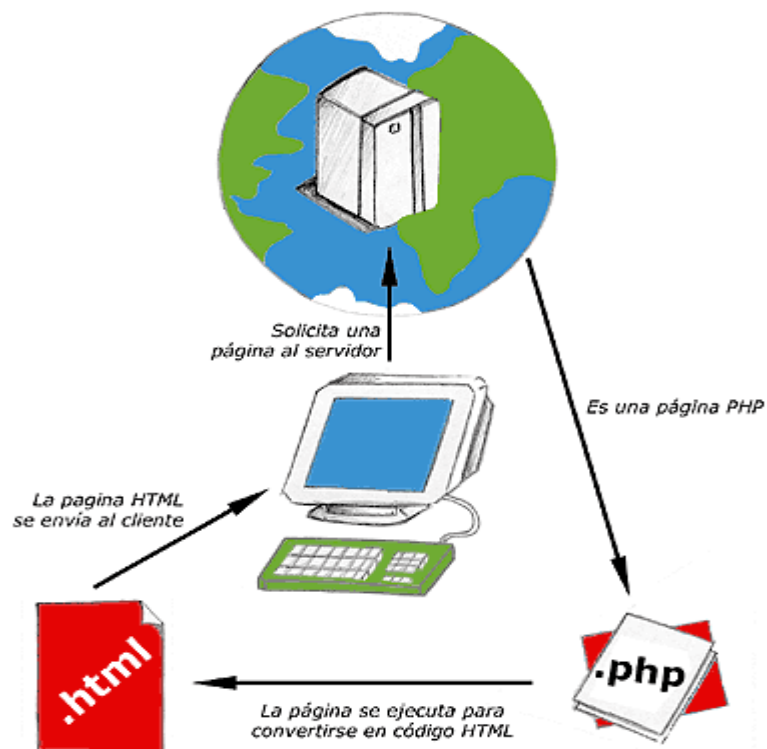 Solicita una
página al servidor
Es una página PHP
La pagina HTML
se envía al cliente
.html
.php
La página se ejecuta para
convertirse en código HTML